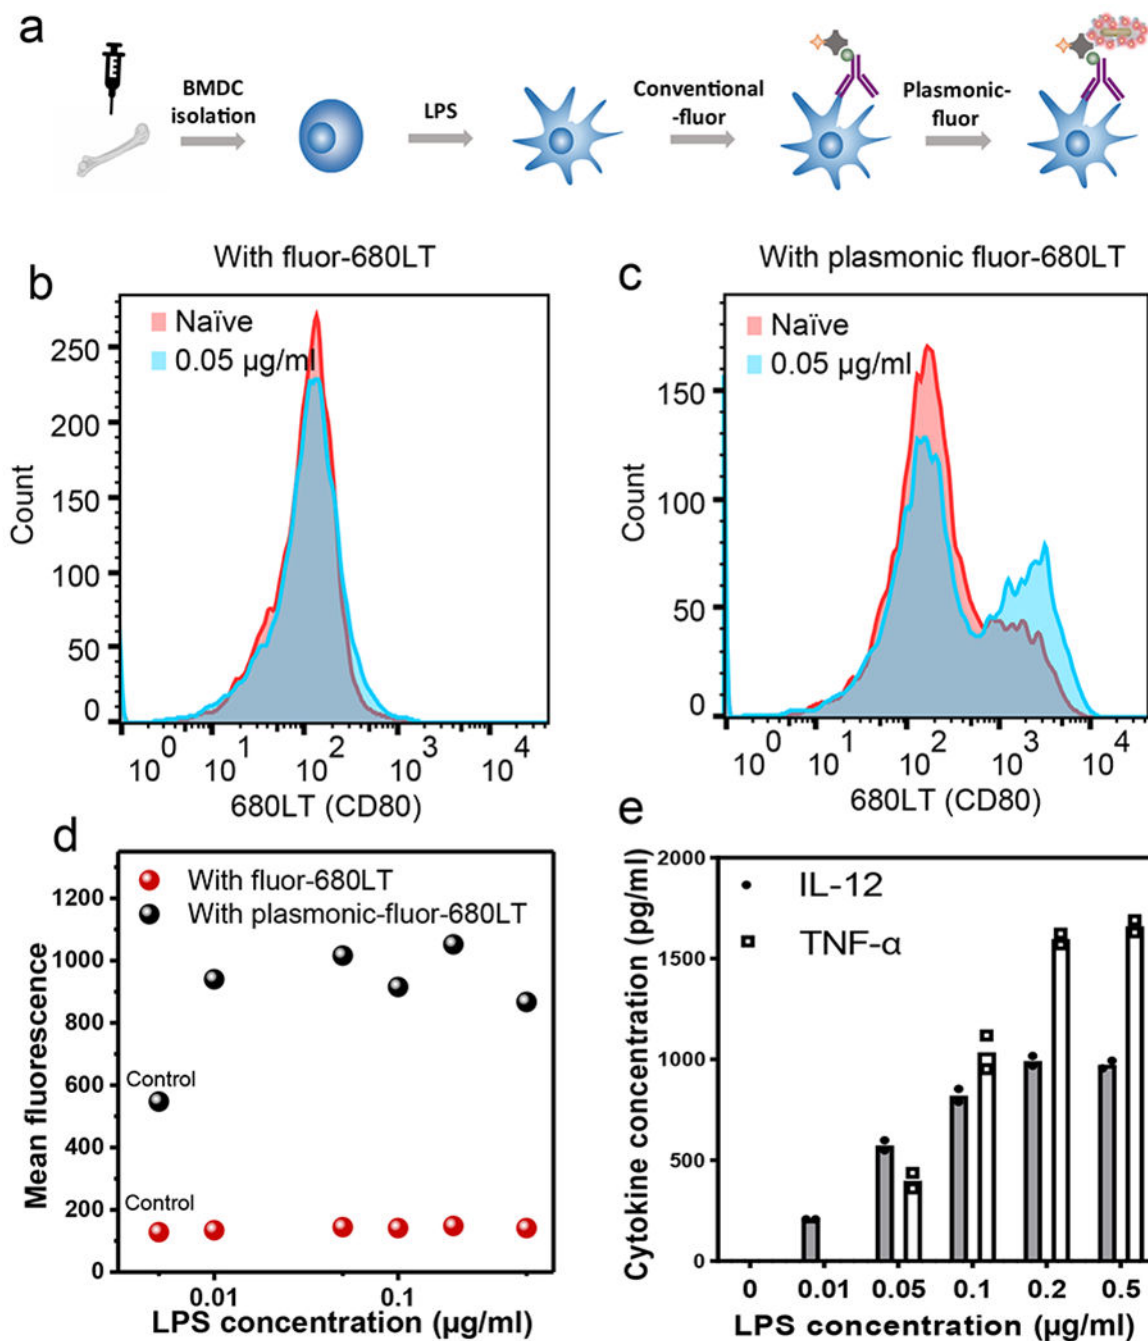 a
BMDC
isolation
LPS
Conventional
-fluor
Plasmonic-
fluor
With fluor-680LT
b
Naïve
0.05 µg/ml
250
200
150
100
50
0
Count
10^0 10^1 10^2 10^3 10^4
680LT (CD80)
With plasmonic fluor-680LT
c
Naïve
0.05 µg/ml
150
100
50
0
Count
10^0 10^1 10^2 10^3 10^4
680LT (CD80)
d
With fluor-680LT
With plasmonic-fluor-680LT
1200
1000
800
600
400
200
0
Mean fluorescence
Control
Control
0.01 0.1
LPS concentration (µg/ml)
e
IL-12
TNF-α
2000
1500
1000
500
0
Cytokine concentration (pg/ml)
0 0.01 0.05 0.1 0.2 0.5
LPS concentration (µg/ml)